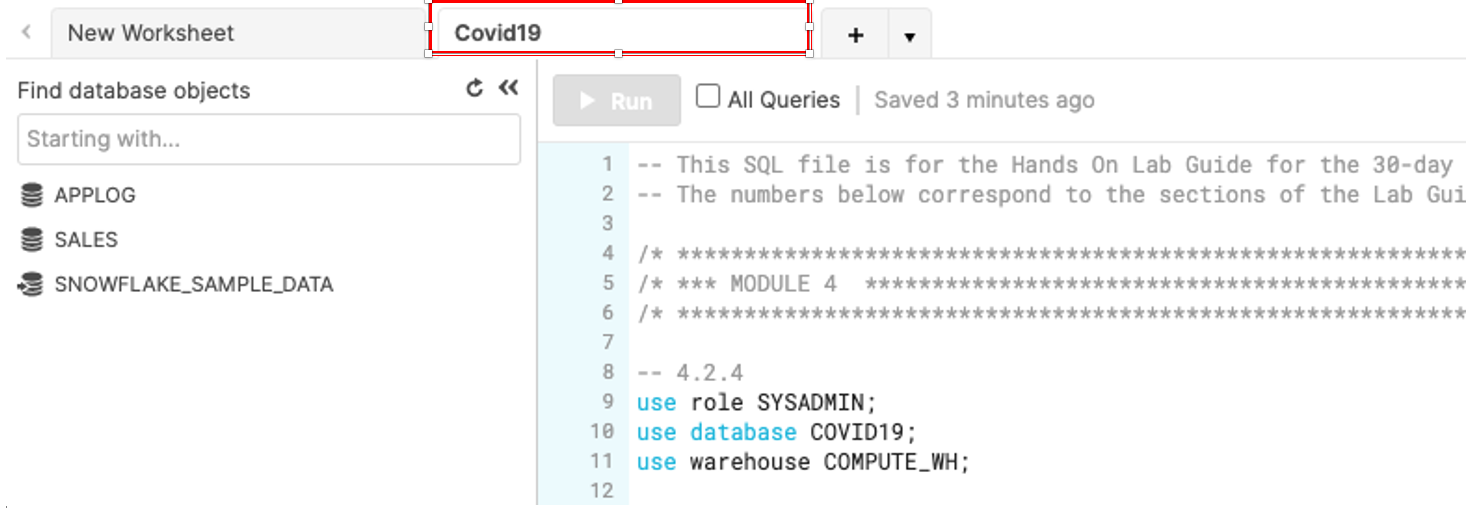 New Worksheet
Covid19
+
Find database objects
Starting with...
APPLOG
SALES
SNOWFLAKE_SAMPLE_DATA
Run
All Queries
Saved 3 minutes ago
1 -- This SQL file is for the Hands On Lab Guide for the 30-day
2 -- The numbers below correspond to the sections of the Lab Gui
3
4 /* ***********************************************************
5 /* *** MODULE 4  *********************************************
6 /* ***********************************************************
7
8 -- 4.2.4
9 use role SYSADMIN;
10 use database COVID19;
11 use warehouse COMPUTE_WH;
12